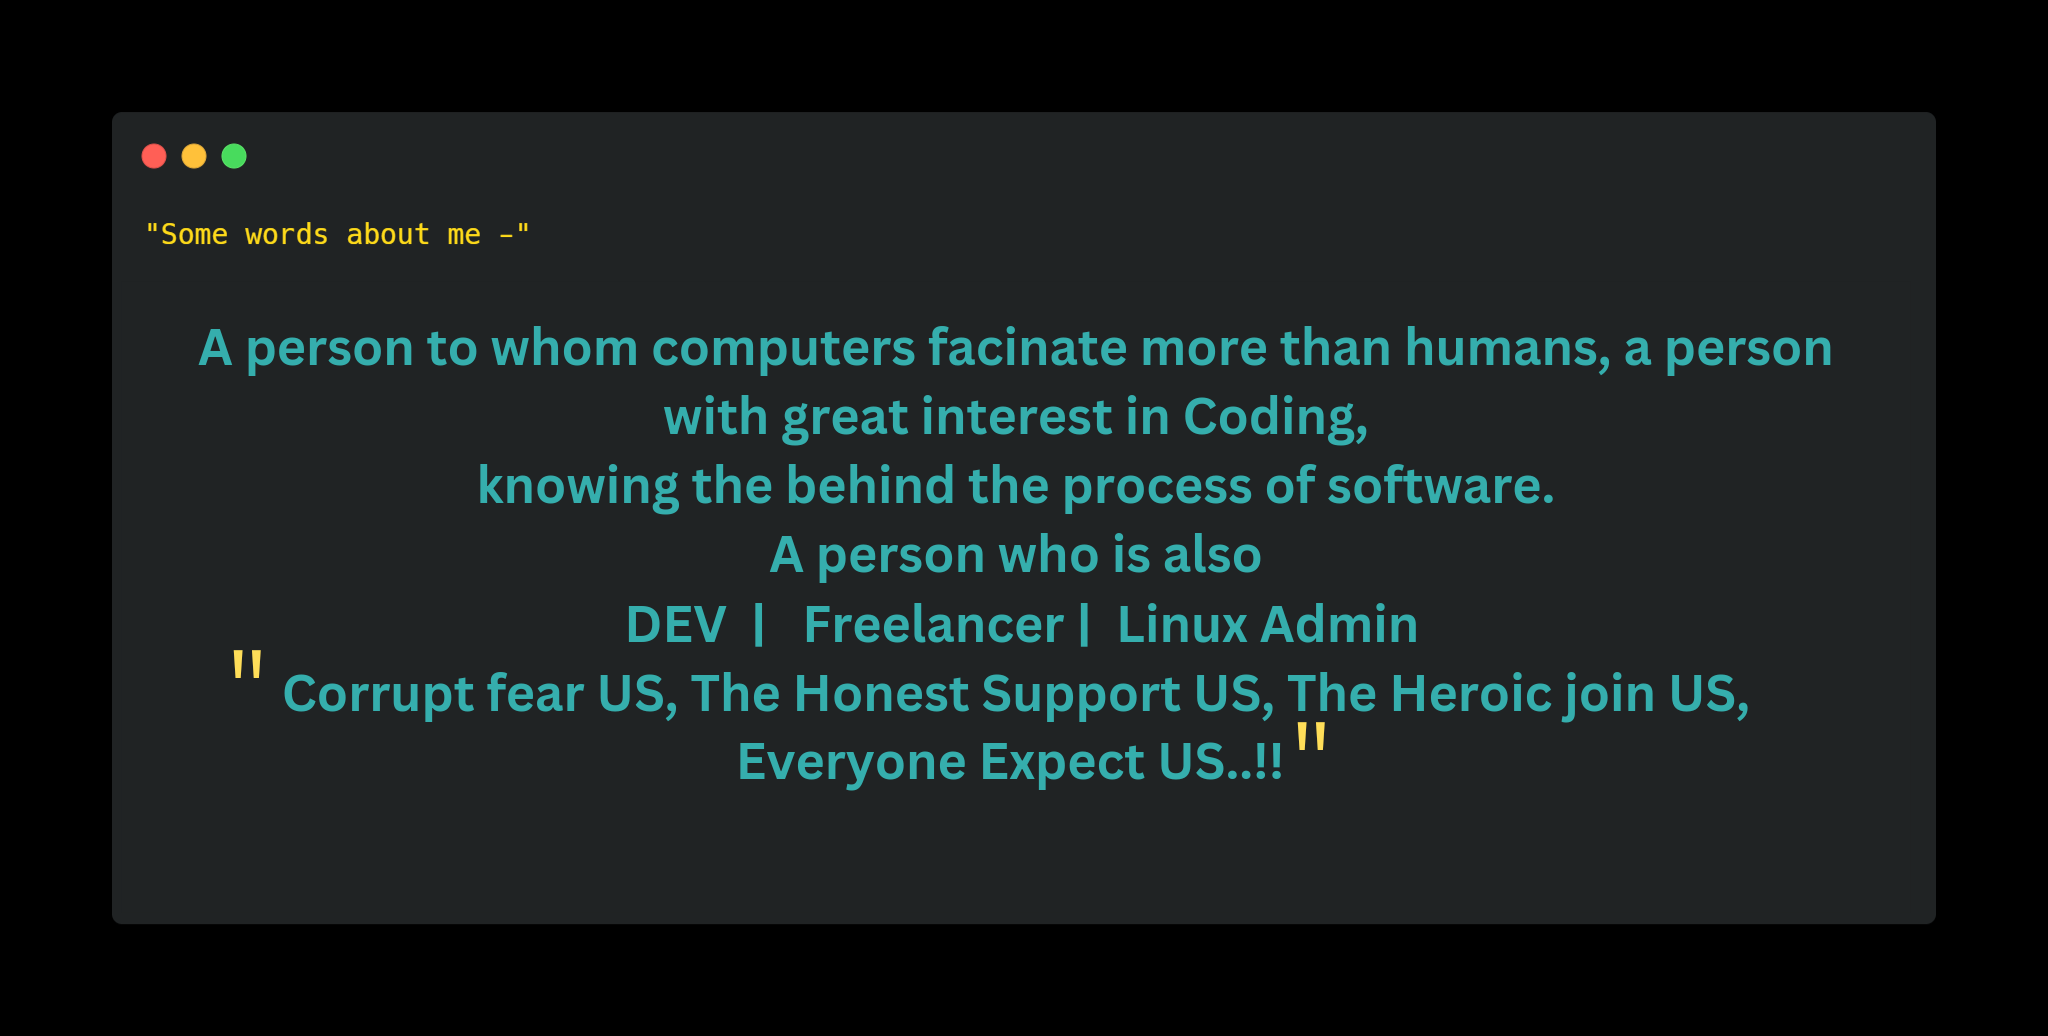 "Some words about me -"
A person to whom computers facinate more than humans, a person
with great interest in Coding,
knowing the behind the process of software.
A person who is also
DEV | Freelancer | Linux Admin
" Corrupt fear US, The Honest Support US, The Heroic join US,
Everyone Expect US..!! "